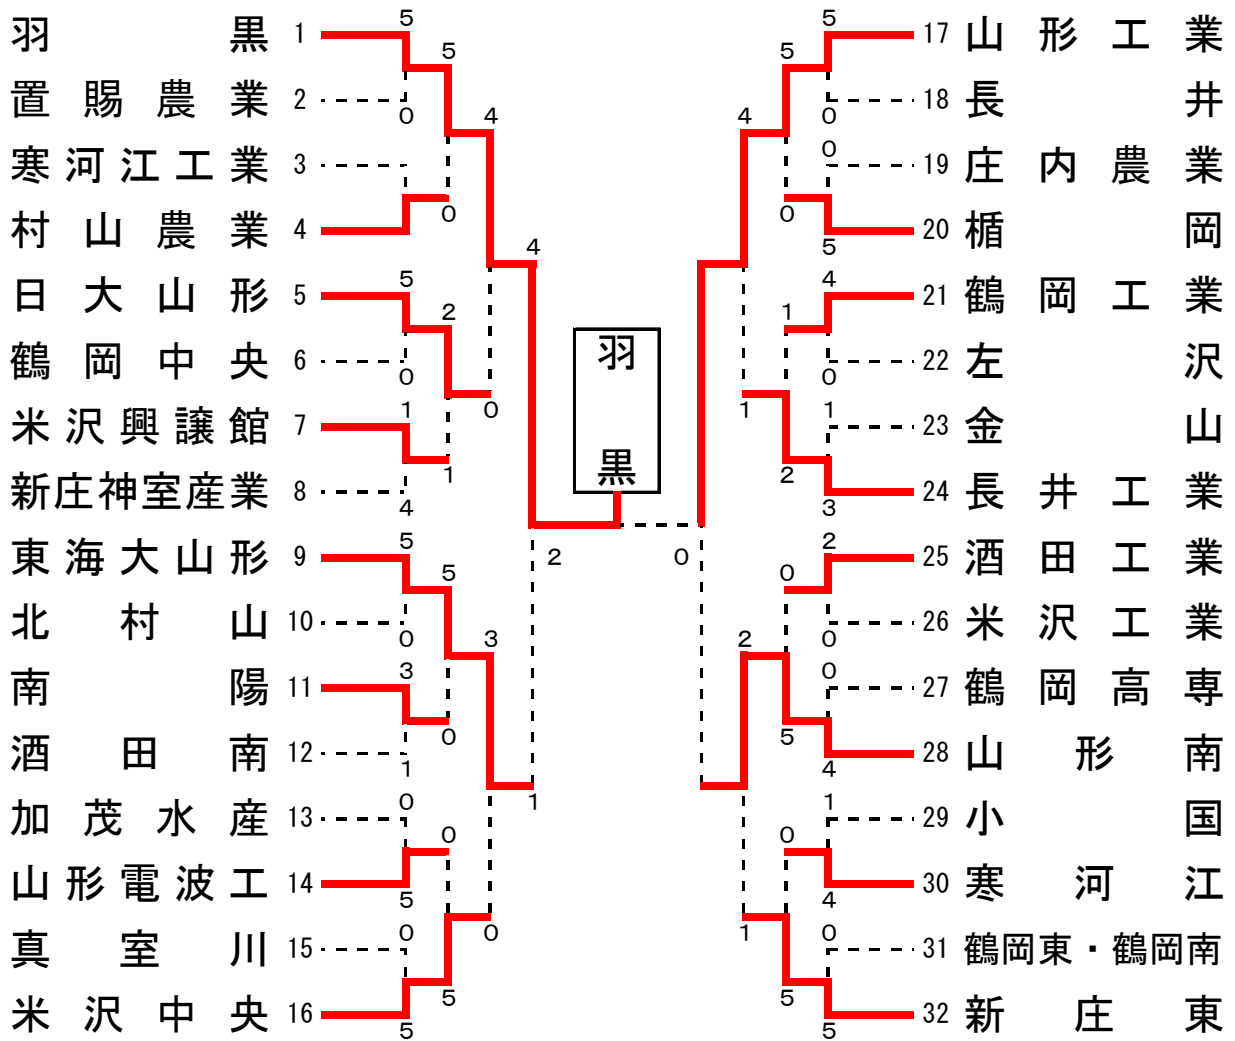 羽黒 1 5
置賜農業 2 0
寒河江工業 3
村山農業 4
日大山形 5 5
鶴岡中央 6 0
米沢興譲館 7 1
新庄神室産業 8 4
東海大山形 9 5
北村山 10 0
南陽 11 3
酒田南 12 1
加茂水産 13 0
山形電波工 14 5
真室川 15 0
米沢中央 16 5
5
0
2
1
5
0
0
5
4
0
3
0
4
1
羽黒
2 0
4
1
2
1
5
0
1
2
0
5
0
5
5 17 山形工業
0 18 長井
0 19 庄内農業
5 20 楯岡
4 21 鶴岡工業
0 22 左沢
1 23 金山
3 24 長井工業
2 25 酒田工業
0 26 米沢工業
0 27 鶴岡高専
4 28 山形南
1 29 小国
4 30 寒河江
0 31 鶴岡東・鶴岡南
5 32 新庄東